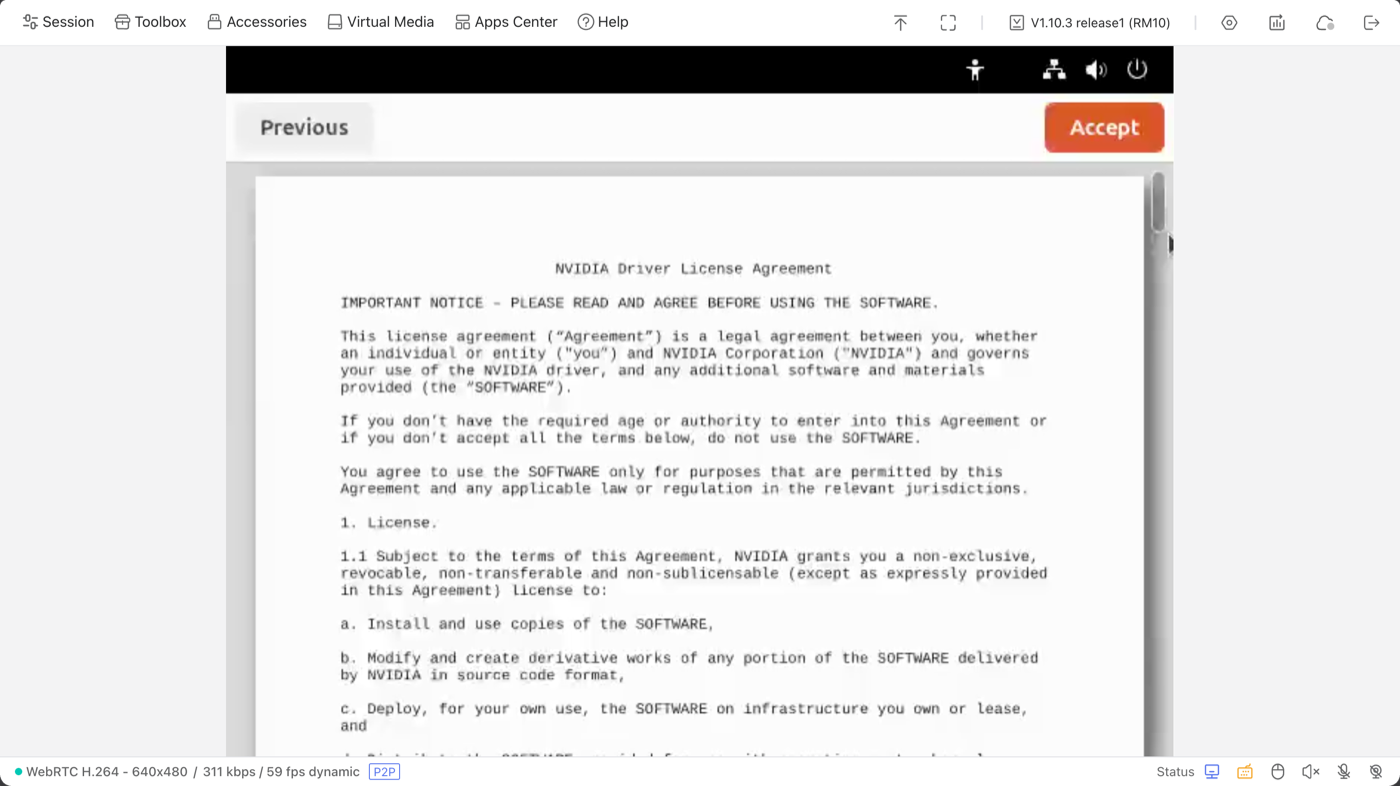 Session Toolbox Accessories Virtual Media Apps Center Help V1.10.3 release1 (RM10)
Previous Accept
NVIDIA Driver License Agreement
IMPORTANT NOTICE – PLEASE READ AND AGREE BEFORE USING THE SOFTWARE.
This license agreement (“Agreement”) is a legal agreement between you, whether
an individual or entity ("you") and NVIDIA Corporation ("NVIDIA") and governs
your use of the NVIDIA driver, and any additional software and materials
provided (the “SOFTWARE”).
If you don’t have the required age or authority to enter into this Agreement or
if you don’t accept all the terms below, do not use the SOFTWARE.
You agree to use the SOFTWARE only for purposes that are permitted by this
Agreement and any applicable law or regulation in the relevant jurisdictions.
1. License.
1.1 Subject to the terms of this Agreement, NVIDIA grants you a non-exclusive,
revocable, non-transferable and non-sublicensable (except as expressly provided
in this Agreement) license to:
a. Install and use copies of the SOFTWARE,
b. Modify and create derivative works of any portion of the SOFTWARE delivered
by NVIDIA in source code format,
c. Deploy, for your own use, the SOFTWARE on infrastructure you own or lease,
and
WebRTC H.264 - 640x480 / 311 kbps / 59 fps dynamic P2P Status